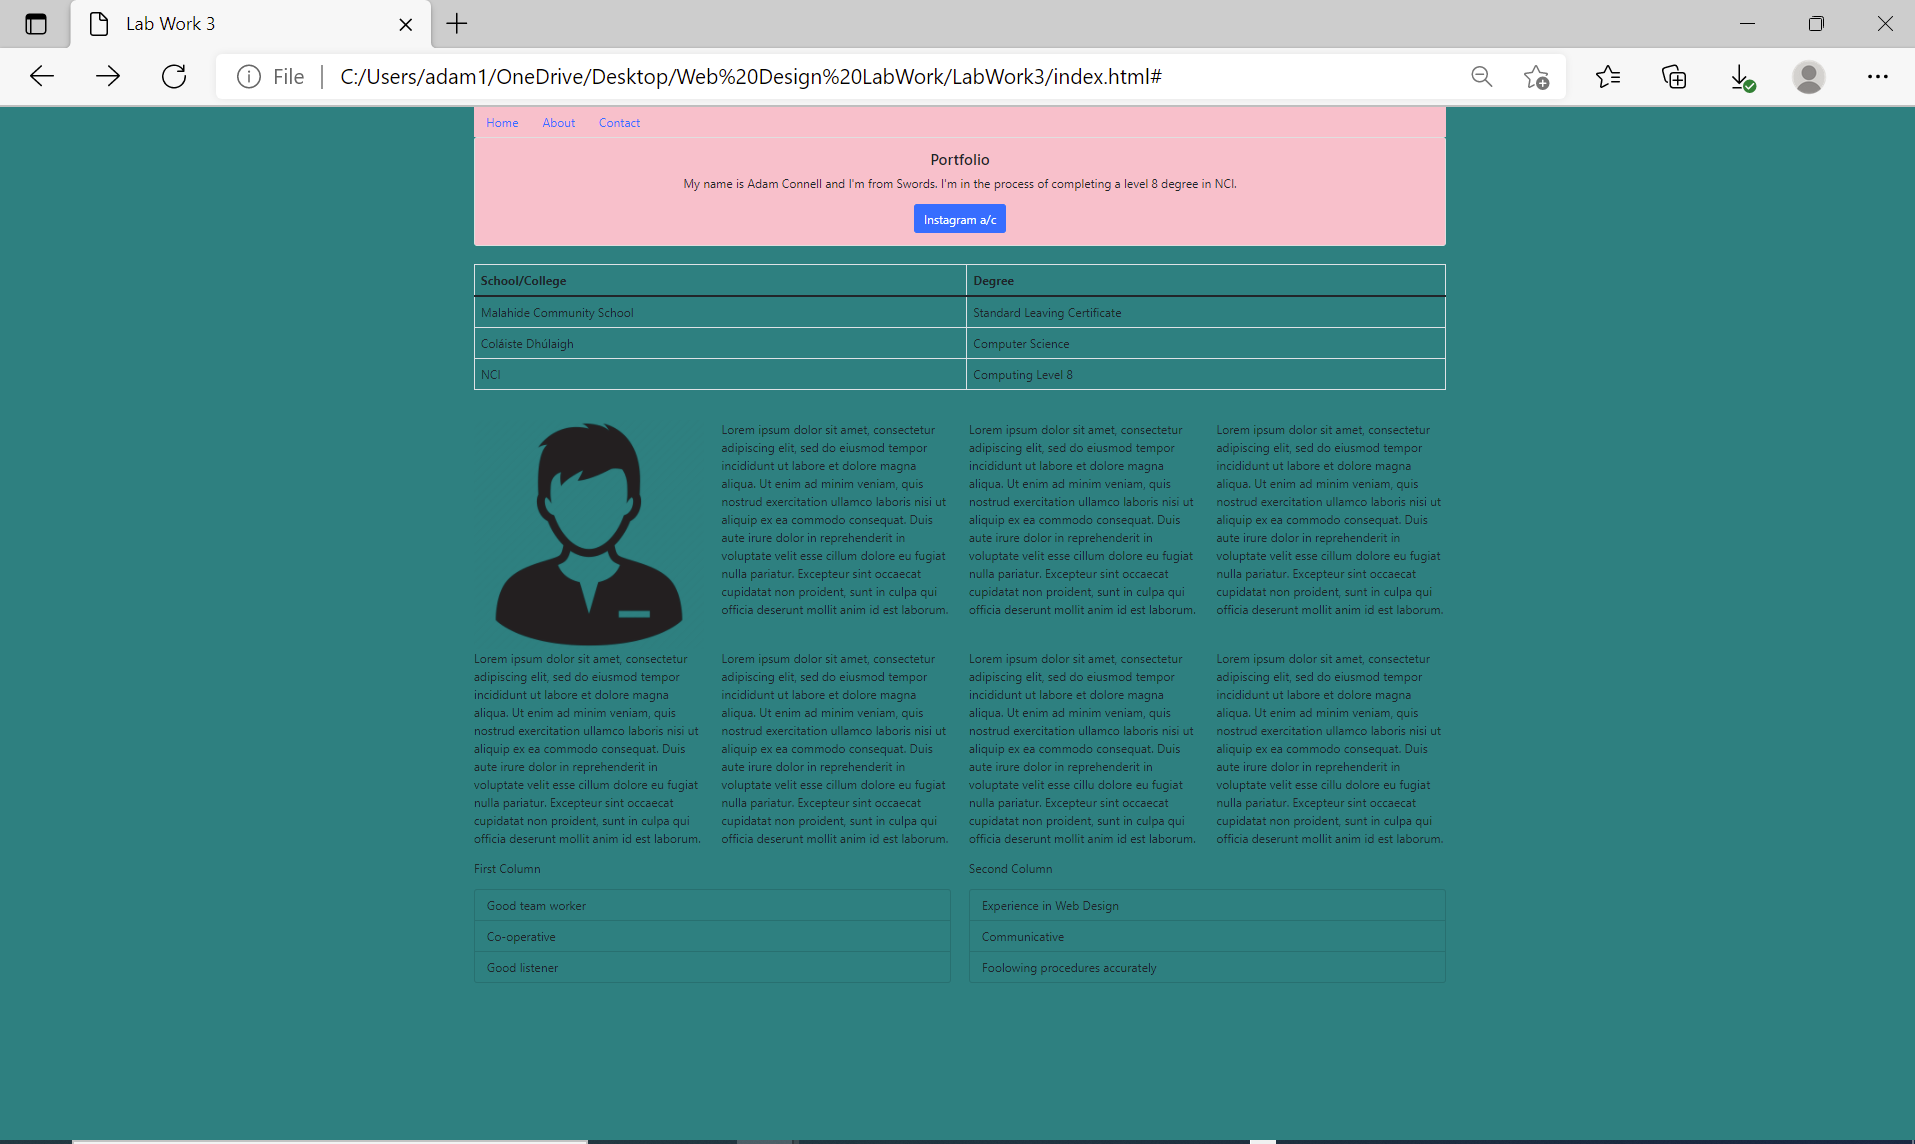 Lab Work 3
File
C:/Users/adam1/OneDrive/Desktop/Web%20Design%20LabWork/LabWork3/index.html#
Home About Contact
Portfolio
My name is Adam Connell and I'm from Swords. I'm in the process of completing a level 8 degree in NCI.
Instagram a/c
School/College Degree
Malahide Community School Standard Leaving Certificate
Coláiste Dhúlaigh Computer Science
NCI Computing Level 8
Lorem ipsum dolor sit amet, consectetur
adipiscing elit, sed do eiusmod tempor
incididunt ut labore et dolore magna
aliqua. Ut enim ad minim veniam, quis
nostrud exercitation ullamco laboris nisi ut
aliquip ex ea commodo consequat. Duis
aute irure dolor in reprehenderit in
voluptate velit esse cillum dolore eu fugiat
nulla pariatur. Excepteur sint occaecat
cupidatat non proident, sunt in culpa qui
officia deserunt mollit anim id est laborum.
Lorem ipsum dolor sit amet, consectetur
adipiscing elit, sed do eiusmod tempor
incididunt ut labore et dolore magna
aliqua. Ut enim ad minim veniam, quis
nostrud exercitation ullamco laboris nisi ut
aliquip ex ea commodo consequat. Duis
aute irure dolor in reprehenderit in
voluptate velit esse cillum dolore eu fugiat
nulla pariatur. Excepteur sint occaecat
cupidatat non proident, sunt in culpa qui
officia deserunt mollit anim id est laborum.
Lorem ipsum dolor sit amet, consectetur
adipiscing elit, sed do eiusmod tempor
incididunt ut labore et dolore magna
aliqua. Ut enim ad minim veniam, quis
nostrud exercitation ullamco laboris nisi ut
aliquip ex ea commodo consequat. Duis
aute irure dolor in reprehenderit in
voluptate velit esse cillum dolore eu fugiat
nulla pariatur. Excepteur sint occaecat
cupidatat non proident, sunt in culpa qui
officia deserunt mollit anim id est laborum.
Lorem ipsum dolor sit amet, consectetur
adipiscing elit, sed do eiusmod tempor
incididunt ut labore et dolore magna
aliqua. Ut enim ad minim veniam, quis
nostrud exercitation ullamco laboris nisi ut
aliquip ex ea commodo consequat. Duis
aute irure dolor in reprehenderit in
voluptate velit esse cillum dolore eu fugiat
nulla pariatur. Excepteur sint occaecat
cupidatat non proident, sunt in culpa qui
officia deserunt mollit anim id est laborum.
Lorem ipsum dolor sit amet, consectetur
adipiscing elit, sed do eiusmod tempor
incididunt ut labore et dolore magna
aliqua. Ut enim ad minim veniam, quis
nostrud exercitation ullamco laboris nisi ut
aliquip ex ea commodo consequat. Duis
aute irure dolor in reprehenderit in
voluptate velit esse cillum dolore eu fugiat
nulla pariatur. Excepteur sint occaecat
cupidatat non proident, sunt in culpa qui
officia deserunt mollit anim id est laborum.
Lorem ipsum dolor sit amet, consectetur
adipiscing elit, sed do eiusmod tempor
incididunt ut labore et dolore magna
aliqua. Ut enim ad minim veniam, quis
nostrud exercitation ullamco laboris nisi ut
aliquip ex ea commodo consequat. Duis
aute irure dolor in reprehenderit in
voluptate velit esse cillu dolore eu fugiat
nulla pariatur. Excepteur sint occaecat
cupidatat non proident, sunt in culpa qui
officia deserunt mollit anim id est laborum.
Lorem ipsum dolor sit amet, consectetur
adipiscing elit, sed do eiusmod tempor
incididunt ut labore et dolore magna
aliqua. Ut enim ad minim veniam, quis
nostrud exercitation ullamco laboris nisi ut
aliquip ex ea commodo consequat. Duis
aute irure dolor in reprehenderit in
voluptate velit esse cillu dolore eu fugiat
nulla pariatur. Excepteur sint occaecat
cupidatat non proident, sunt in culpa qui
officia deserunt mollit anim id est laborum.
First Column
Good team worker
Co-operative
Good listener
Second Column
Experience in Web Design
Communicative
Foolowing procedures accurately